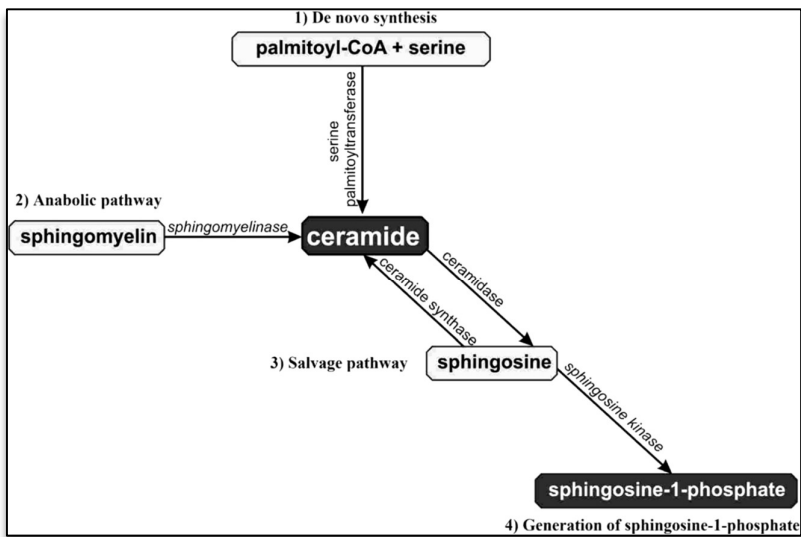 1) De novo synthesis
palmitoyl-CoA + serine
serine
palmitoyltransferase
2) Anabolic pathway
sphingomyelin
sphingomyelinase
ceramide
ceramidase
ceramide synthase
3) Salvage pathway
sphingosine
sphingosine kinase
sphingosine-1-phosphate
4) Generation of sphingosine-1-phosphate